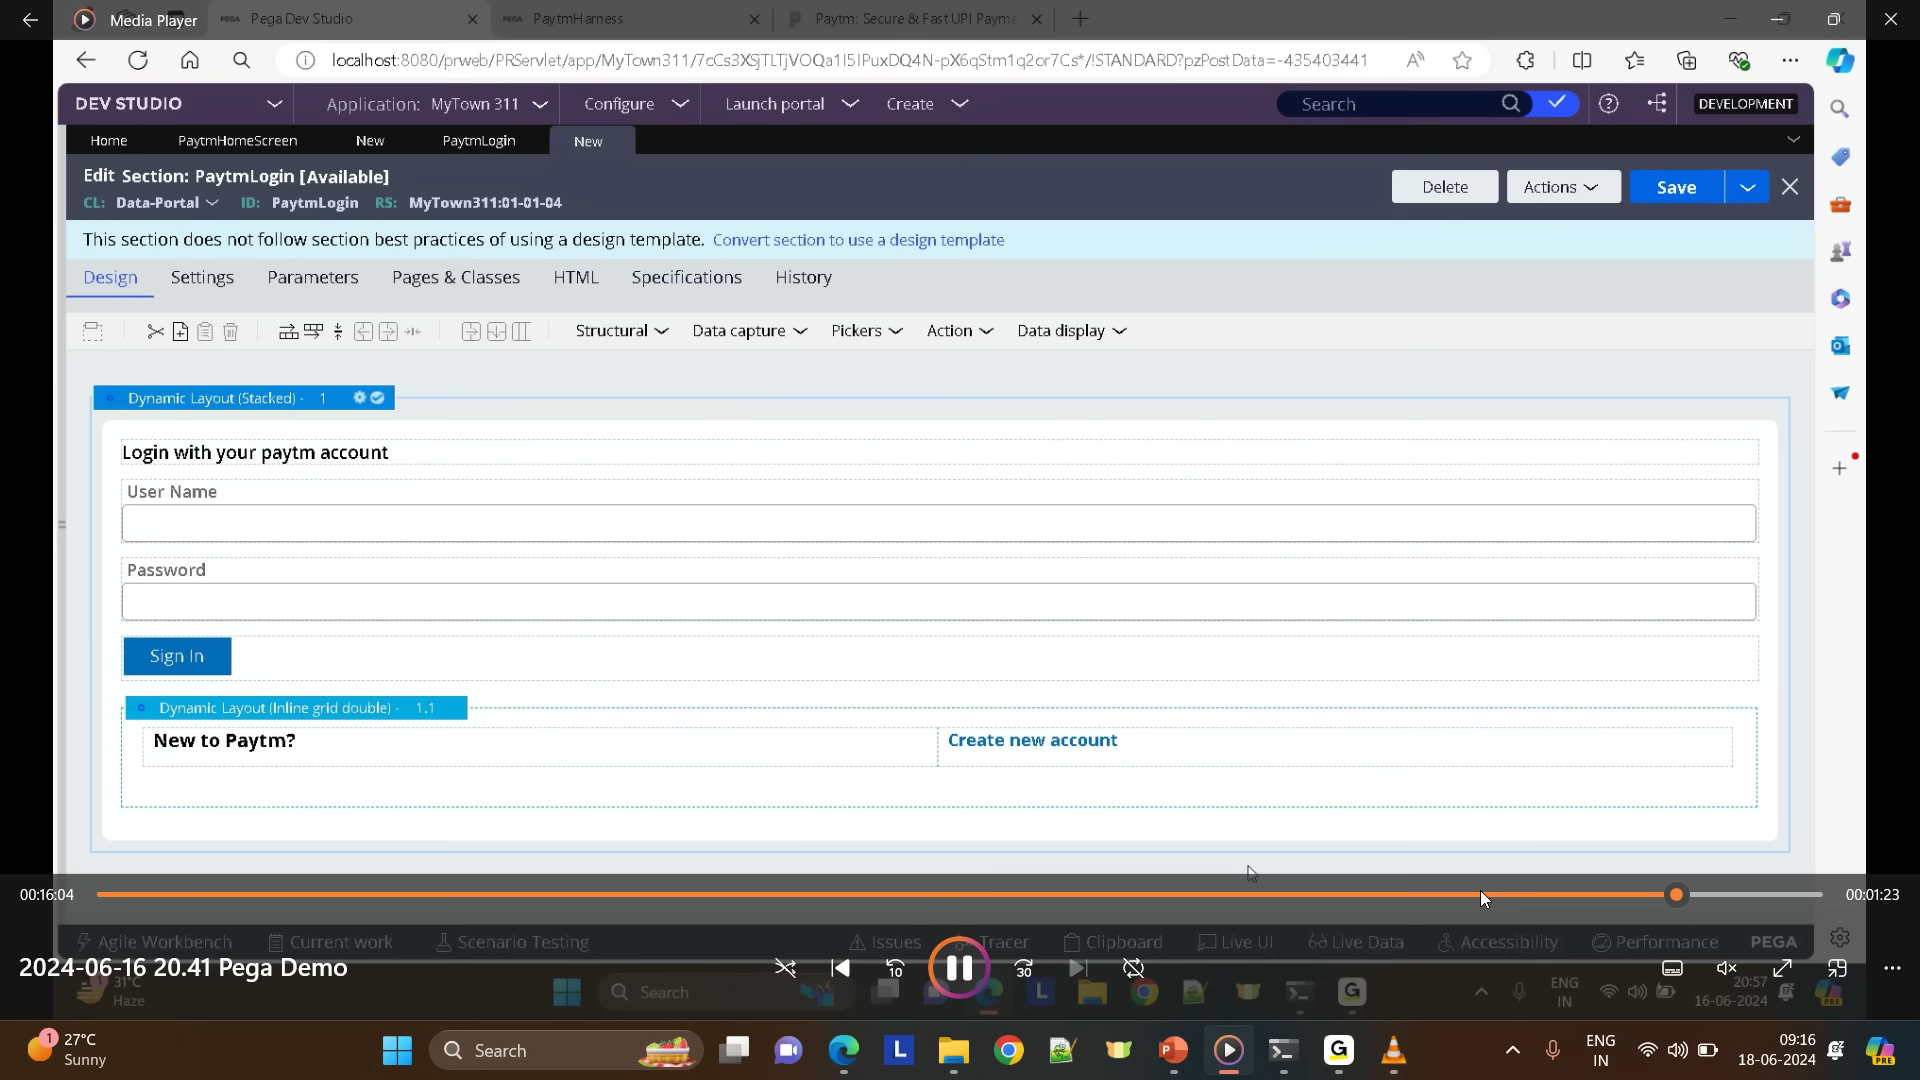 Media Player
Pega Dev Studio
PaytmHarness
Paytm: Secure & Fast UPI Payme
localhost:8080/prweb/PRServlet/app/MyTown311/7cCs3XSjTLTjVOQa1I5IPuxDQ4N-pX6qStm1q2or7Cs*/!STANDARD?pzPostData=-435403441
DEV STUDIO
Application: MyTown 311
Configure
Launch portal
Create
Search
DEVELOPMENT
Home
PaytmHomeScreen
New
PaytmLogin
New
Edit Section: PaytmLogin [Available]
CL: Data-Portal ID: PaytmLogin RS: MyTown311:01-01-04
Delete
Actions
Save
This section does not follow section best practices of using a design template. Convert section to use a design template
Design
Settings
Parameters
Pages & Classes
HTML
Specifications
History
Structural
Data capture
Pickers
Action
Data display
Dynamic Layout (Stacked) - 1
Login with your paytm account
User Name
Password
Sign In
Dynamic Layout (Inline grid double) - 1.1
New to Paytm?
Create new account
00:16:04
00:01:23
Agile Workbench
Current work
Scenario Testing
Issues
Tracer
Clipboard
Live UI
Live Data
Accessibility
Performance
PEGA
2024-06-16 20.41 Pega Demo
10
30
31°C
Haze
Search
ENG
IN
20:57
16-06-2024
27°C
Sunny
Search
ENG
IN
09:16
18-06-2024